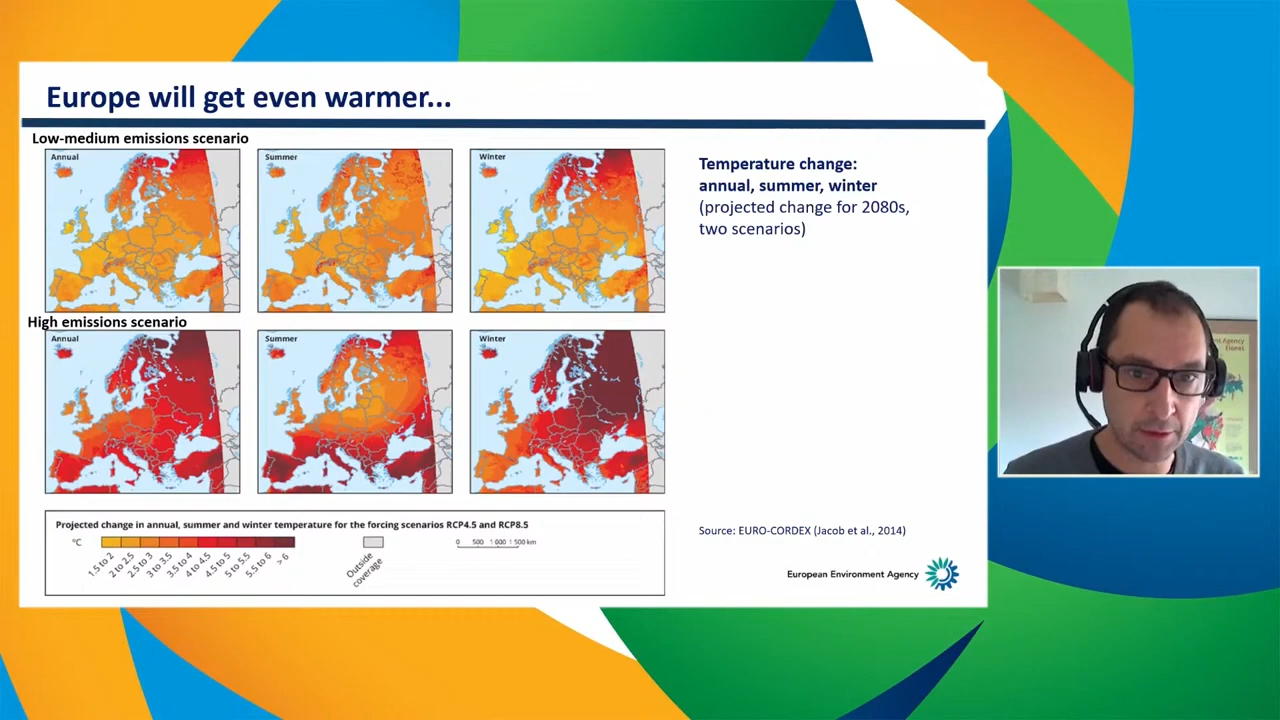 Europe will get even warmer...
Low-medium emissions scenario
Annual
Summer
Winter
High emissions scenario
Annual
Summer
Winter
Temperature change:
annual, summer, winter
(projected change for 2080s,
two scenarios)
Projected change in annual, summer and winter temperature for the forcing scenarios RCP4.5 and RCP8.5
°C
1.5 to 2
2 to 2.5
2.5 to 3
3 to 3.5
3.5 to 4
4 to 4.5
4.5 to 5
5 to 5.5
5.5 to 6
> 6
Outside
coverage
0 500 1 000 1 500 km
Source: EURO-CORDEX (Jacob et al., 2014)
European Environment Agency
nt Agency
Eionet